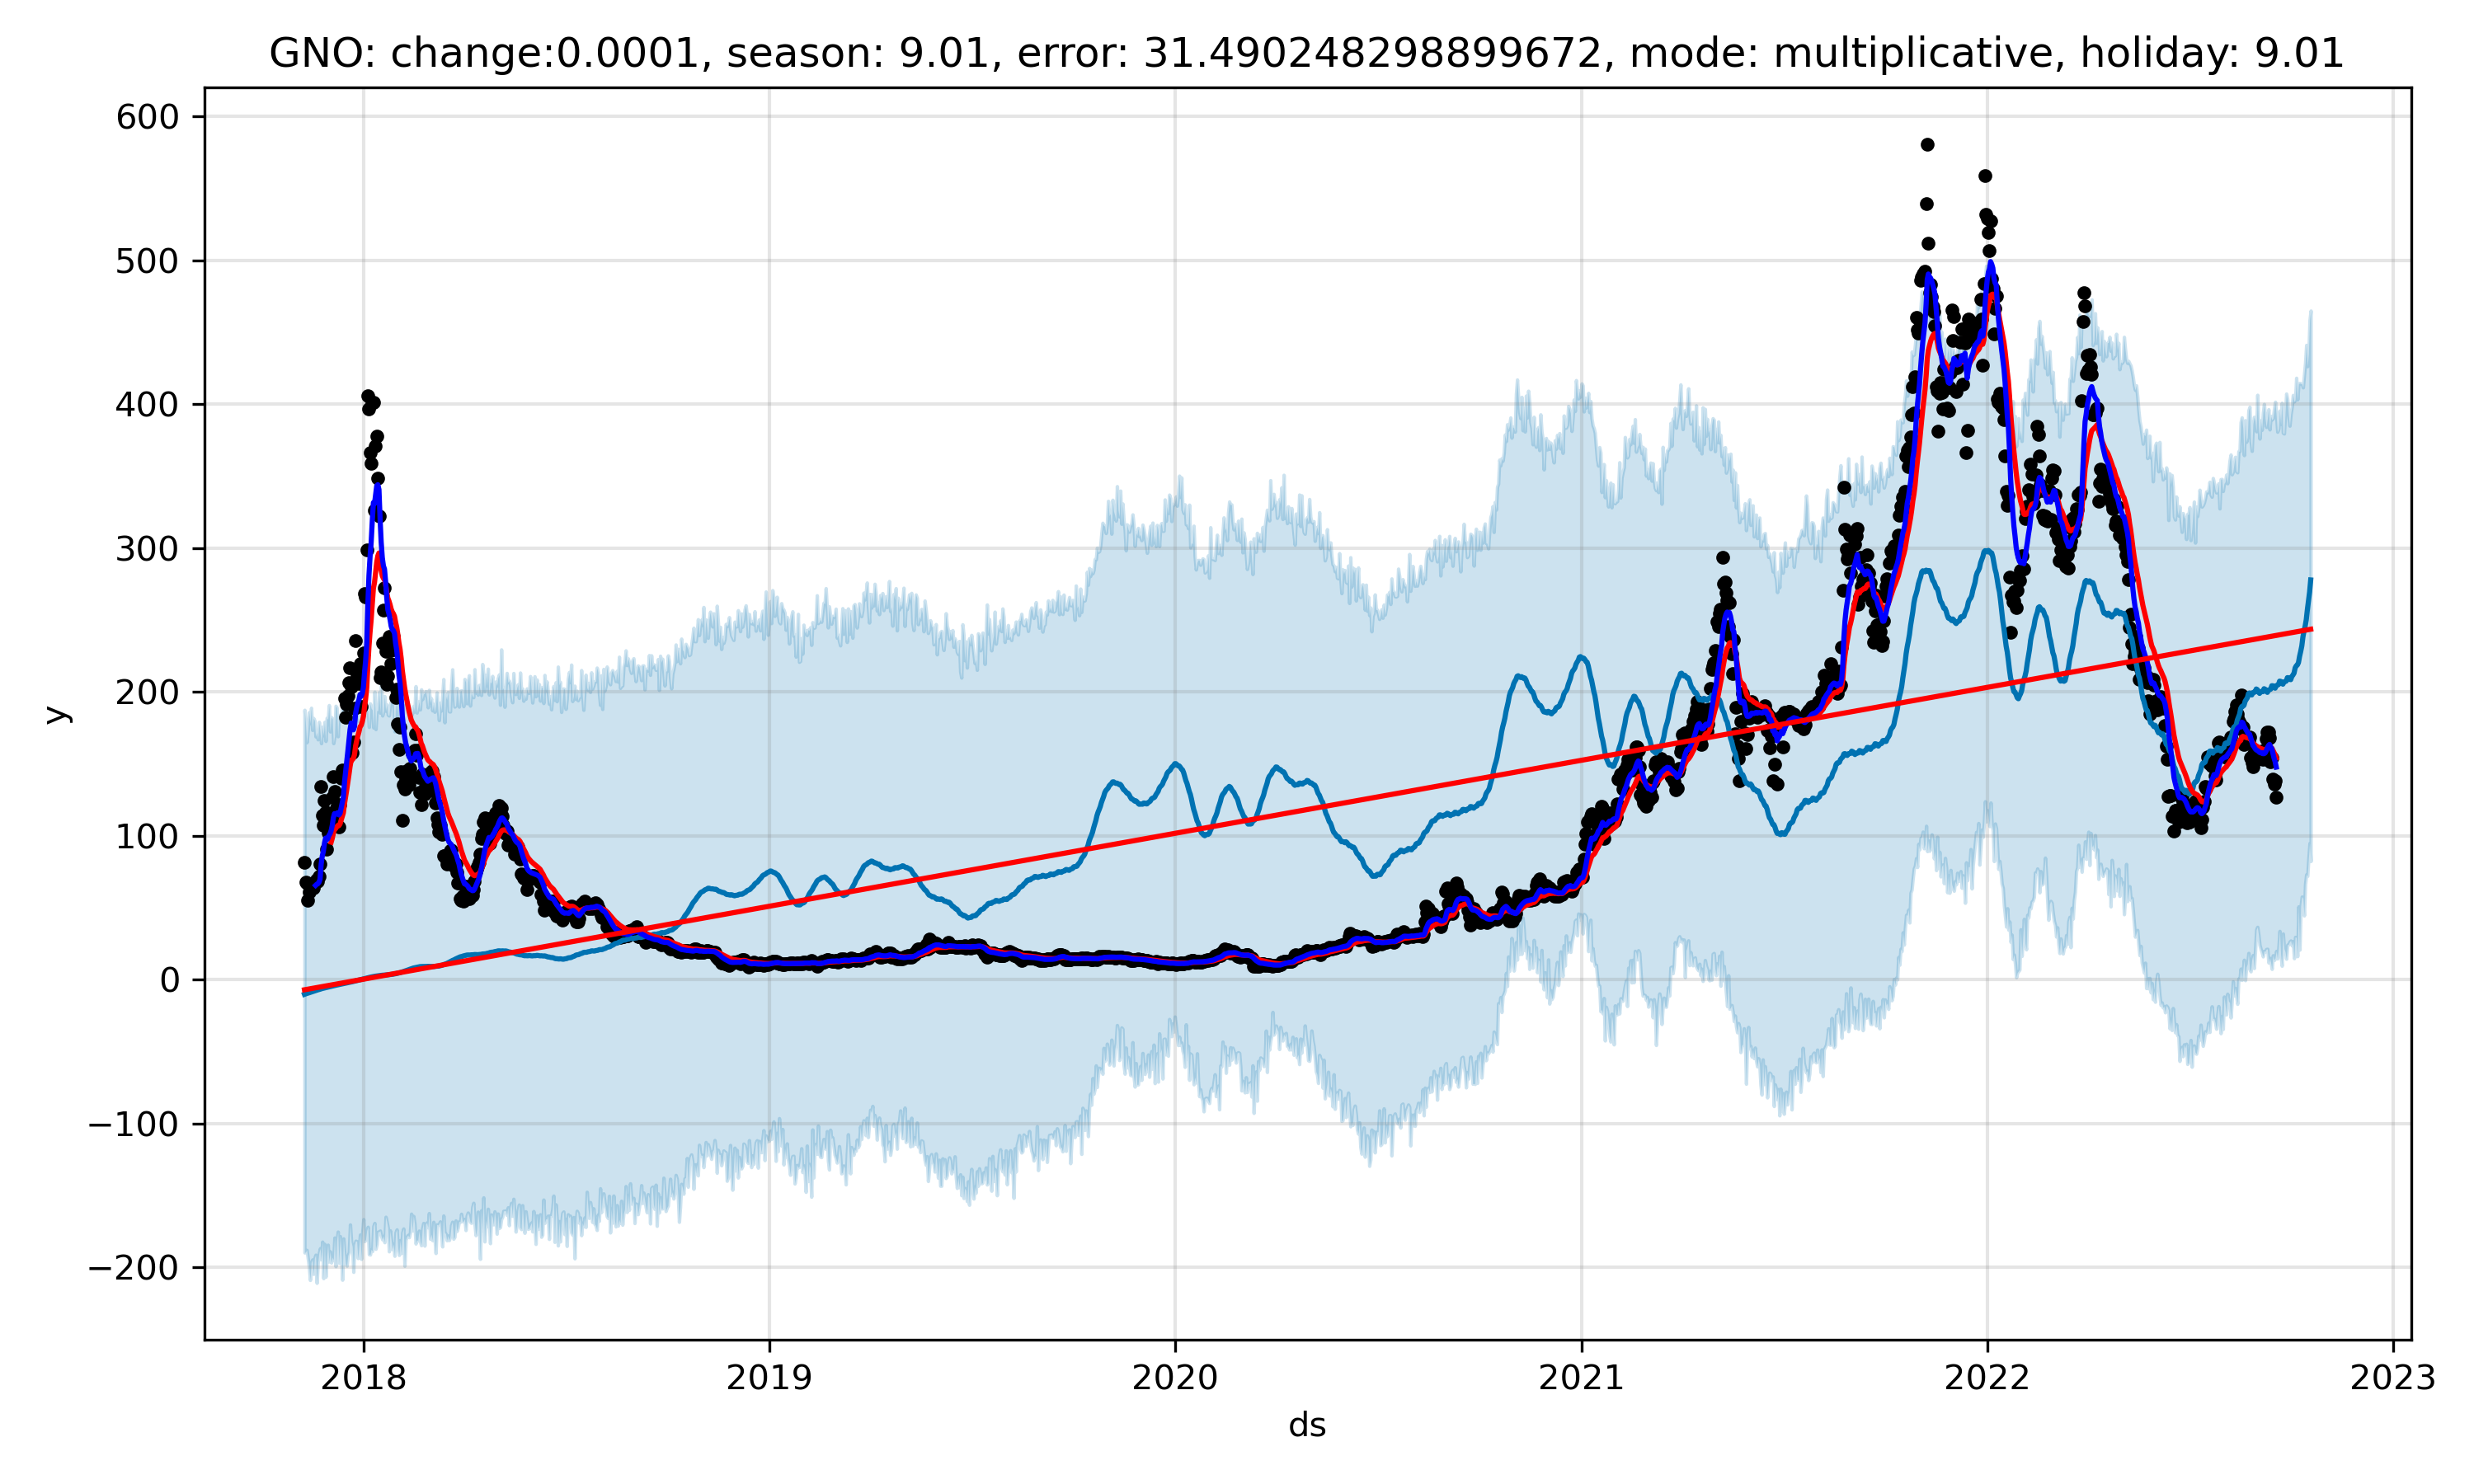 GNO: change:0.0001, season: 9.01, error: 31.490248298899672, mode: multiplicative, holiday: 9.01
600
500
400
300
200
100
0
−100
−200
y
2018 2019 2020 2021 2022 2023
ds